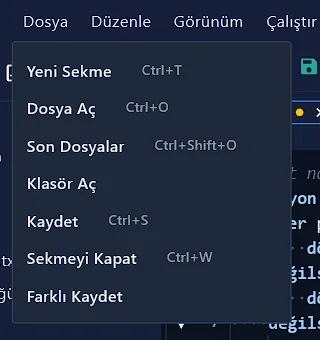 Dosya Düzenle Görünüm Çalıştır
Yeni Sekme Ctrl+T
Dosya Aç Ctrl+O
Son Dosyalar Ctrl+Shift+O
Klasör Aç
Kaydet Ctrl+S
Sekmeyi Kapat Ctrl+W
Farklı Kaydet